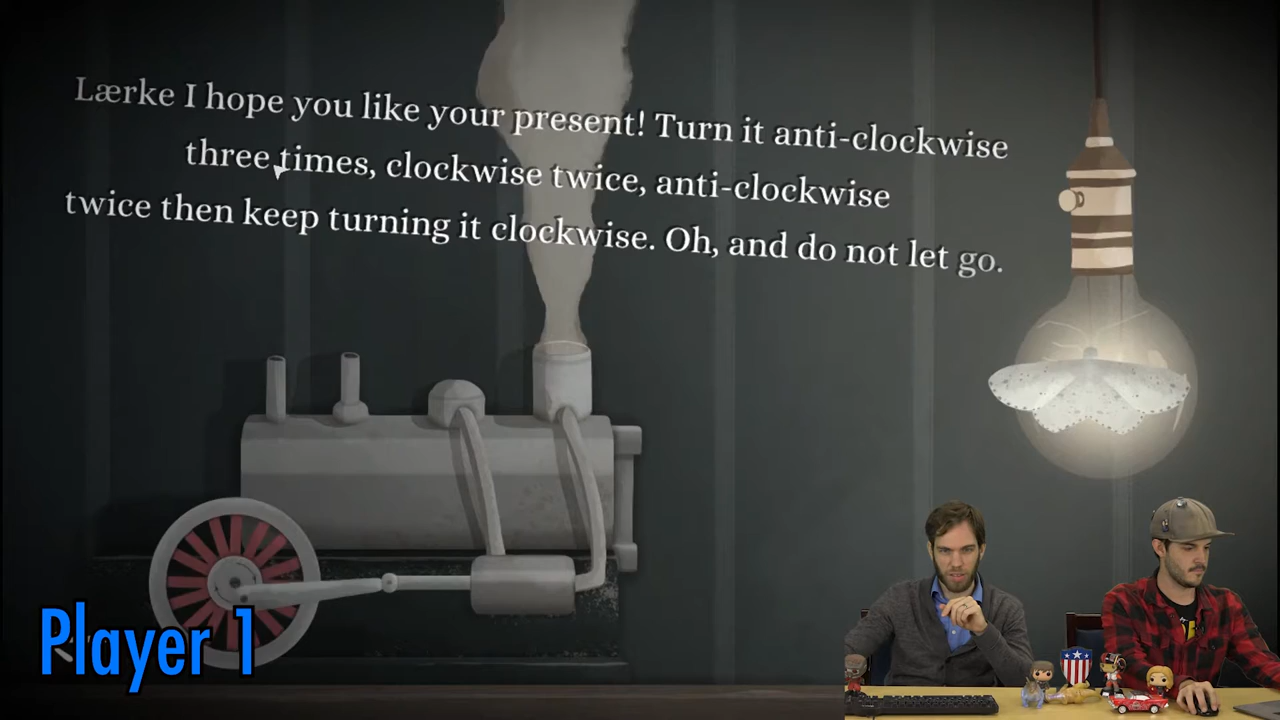 Lærke I hope you like your present! Turn it anti-clockwise
three times, clockwise twice, anti-clockwise
twice then keep turning it clockwise. Oh, and do not let go.
Player 1